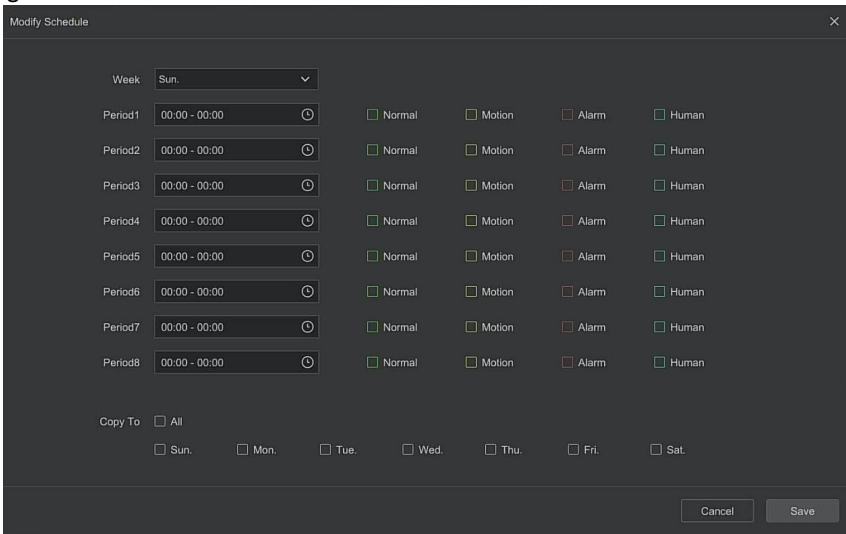 Modify Schedule
Week Sun.
Period1 00:00 - 00:00 Normal Motion Alarm Human
Period2 00:00 - 00:00 Normal Motion Alarm Human
Period3 00:00 - 00:00 Normal Motion Alarm Human
Period4 00:00 - 00:00 Normal Motion Alarm Human
Period5 00:00 - 00:00 Normal Motion Alarm Human
Period6 00:00 - 00:00 Normal Motion Alarm Human
Period7 00:00 - 00:00 Normal Motion Alarm Human
Period8 00:00 - 00:00 Normal Motion Alarm Human
Copy To All
Sun. Mon. Tue. Wed. Thu. Fri. Sat.
Cancel Save